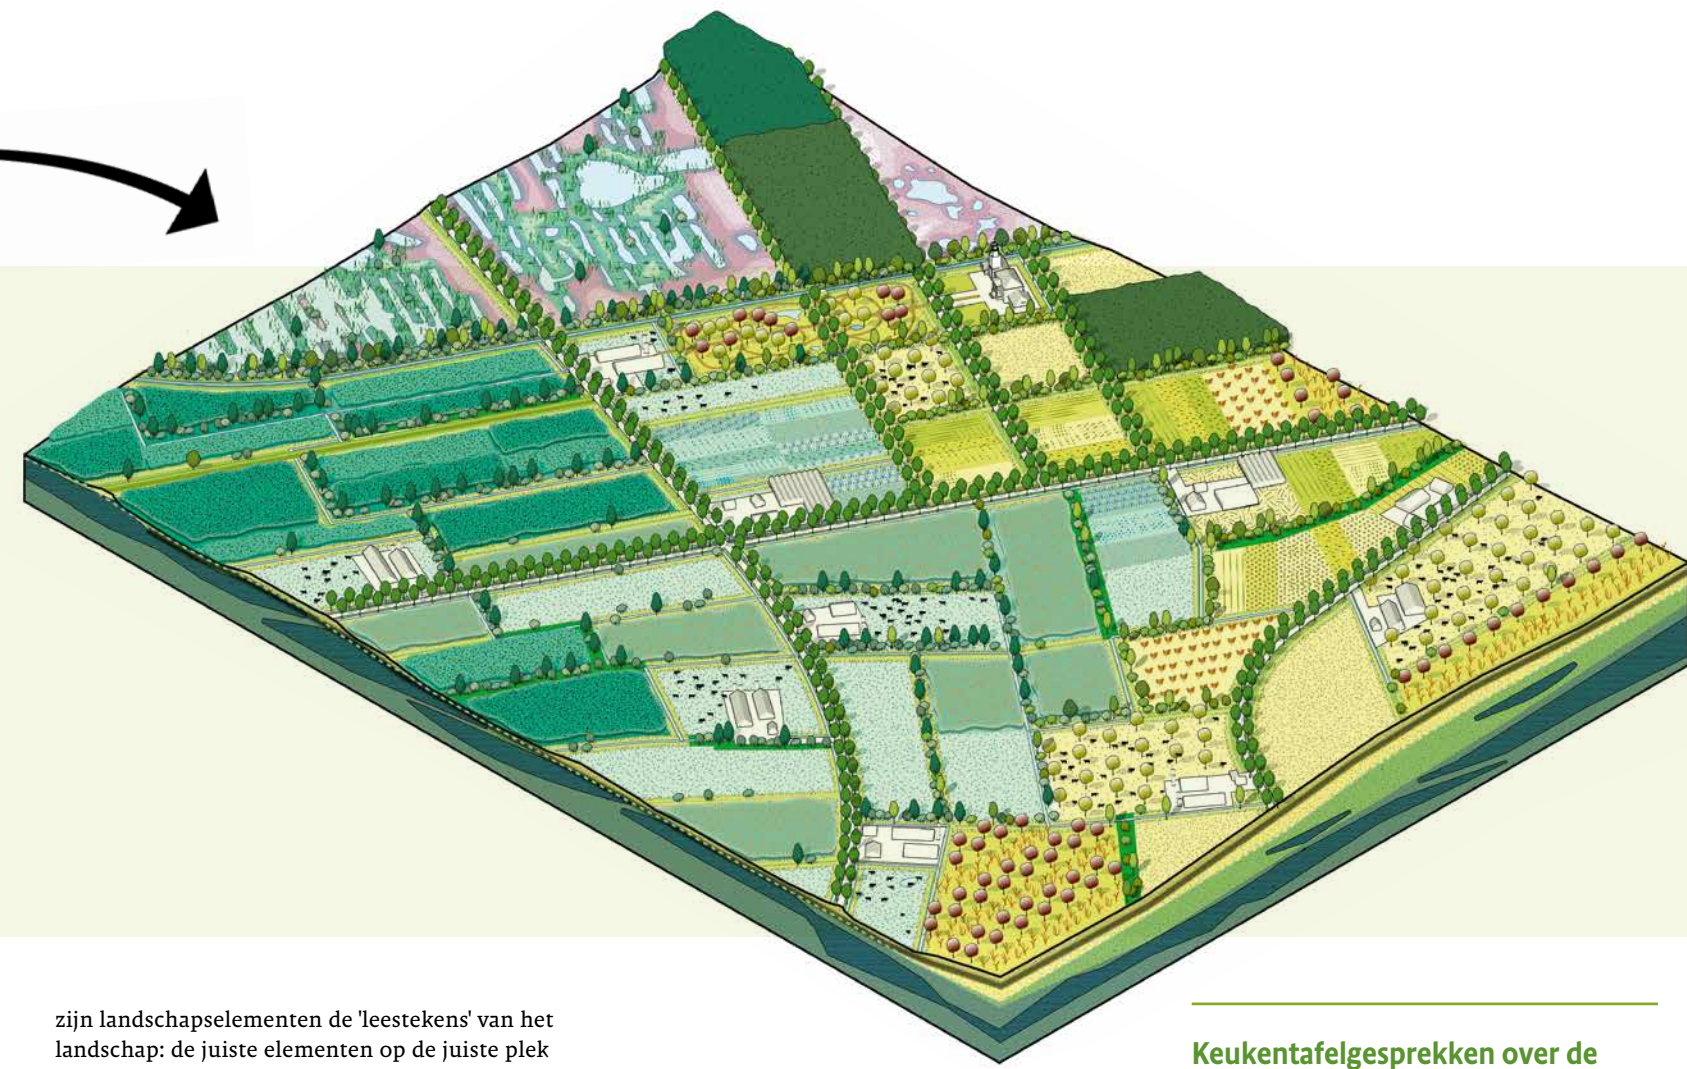 zijn landschapselementen de 'leestekens' van het
landschap: de juiste elementen op de juiste plek
Keukentafelgesprekken over de